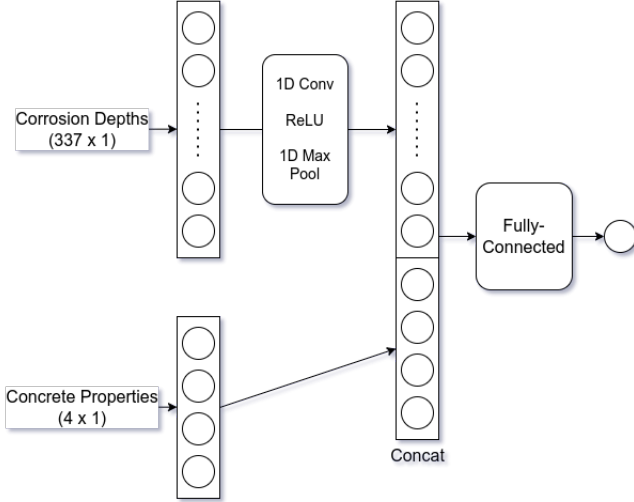 Corrosion Depths
(337 x 1)
1D Conv
ReLU
1D Max
Pool
Fully-
Connected
Concrete Properties
(4 x 1)
Concat